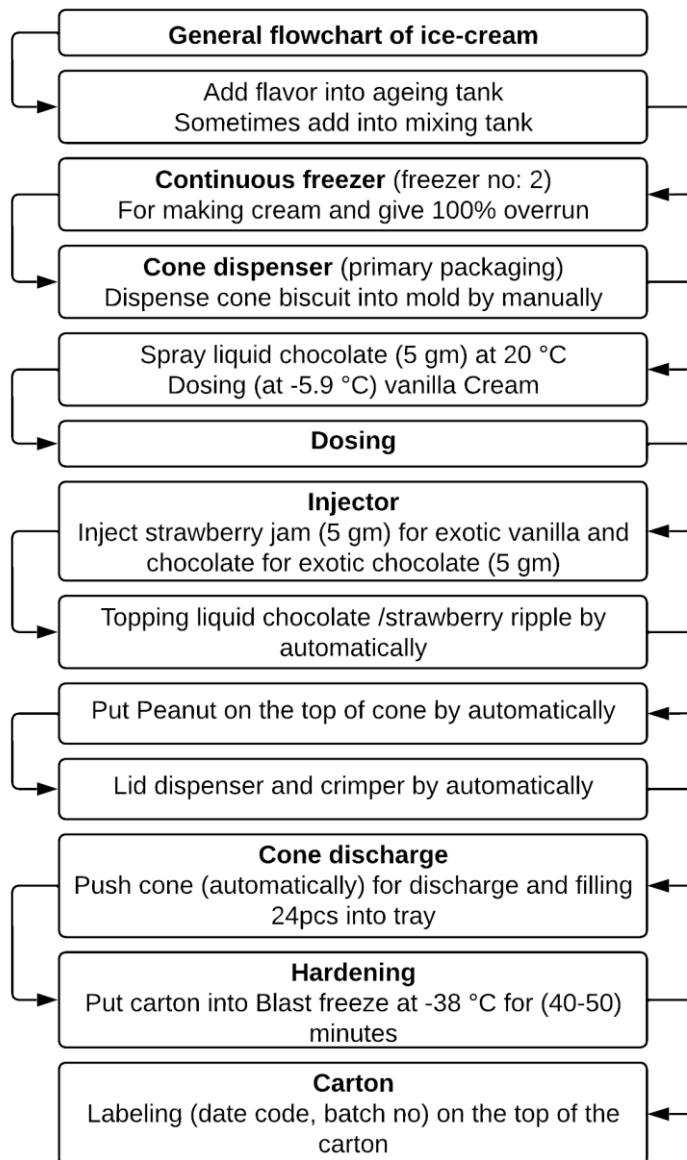 General flowchart of ice-cream
Add flavor into ageing tank
Sometimes add into mixing tank
Continuous freezer (freezer no: 2)
For making cream and give 100% overrun
Cone dispenser (primary packaging)
Dispense cone biscuit into mold by manually
Spray liquid chocolate (5 gm) at 20 °C
Dosing (at -5.9 °C) vanilla Cream
Dosing
Injector
Inject strawberry jam (5 gm) for exotic vanilla and
chocolate for exotic chocolate (5 gm)
Topping liquid chocolate /strawberry ripple by
automatically
Put Peanut on the top of cone by automatically
Lid dispenser and crimper by automatically
Cone discharge
Push cone (automatically) for discharge and filling
24pcs into tray
Hardening
Put carton into Blast freeze at -38 °C for (40-50)
minutes
Carton
Labeling (date code, batch no) on the top of the
carton